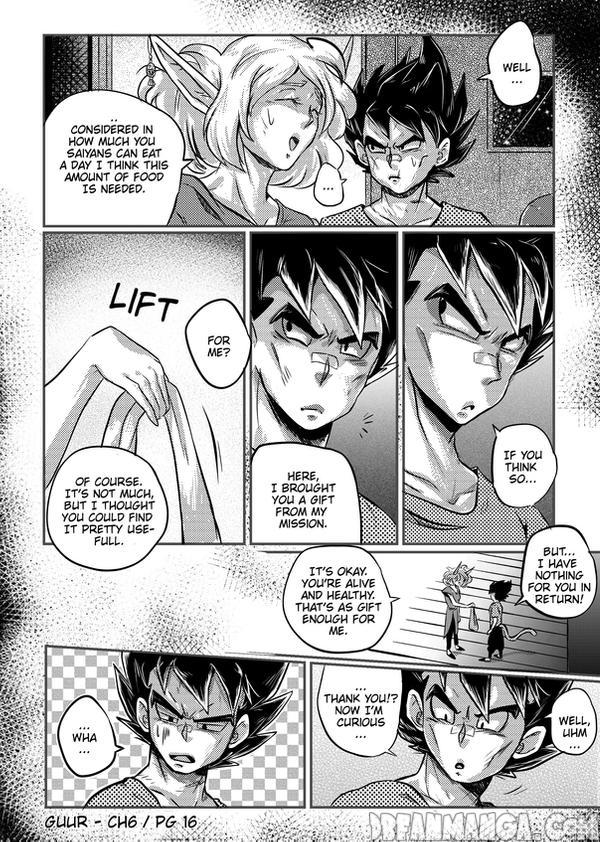 WELL
...
..
CONSIDERED IN
HOW MUCH YOU
SAIYANS CAN EAT
A DAY I THINK THIS
AMOUNT OF FOOD
IS NEEDED.
...
IF YOU
THINK
SO...
HERE,
I BROUGHT
YOU A GIFT
FROM MY
MISSION.
LIFT
FOR
ME?
OF COURSE.
IT'S NOT MUCH,
BUT I THOUGHT
YOU COULD FIND
IT PRETTY USE-
FULL.
BUT...
I HAVE
NOTHING
FOR YOU IN
RETURN!
IT'S OKAY.
YOU'RE ALIVE
AND HEALTHY.
THAT'S AS GIFT
ENOUGH FOR
ME.
WELL,
UHM
...
...
THANK YOU!?
NOW I'M
CURIOUS
...
...
WHA
...
GUUR - CH6 / PG 16